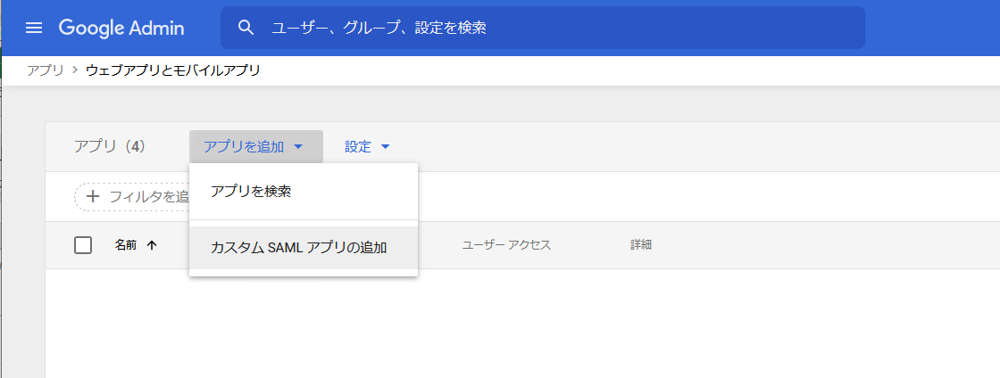 Google Admin
ユーザー、グループ、設定を検索
アプリ > ウェブアプリとモバイルアプリ
アプリ（4） アプリを追加 設定
フィルタを追
アプリを検索
カスタム SAML アプリの追加
名前 ユーザー アクセス 詳細